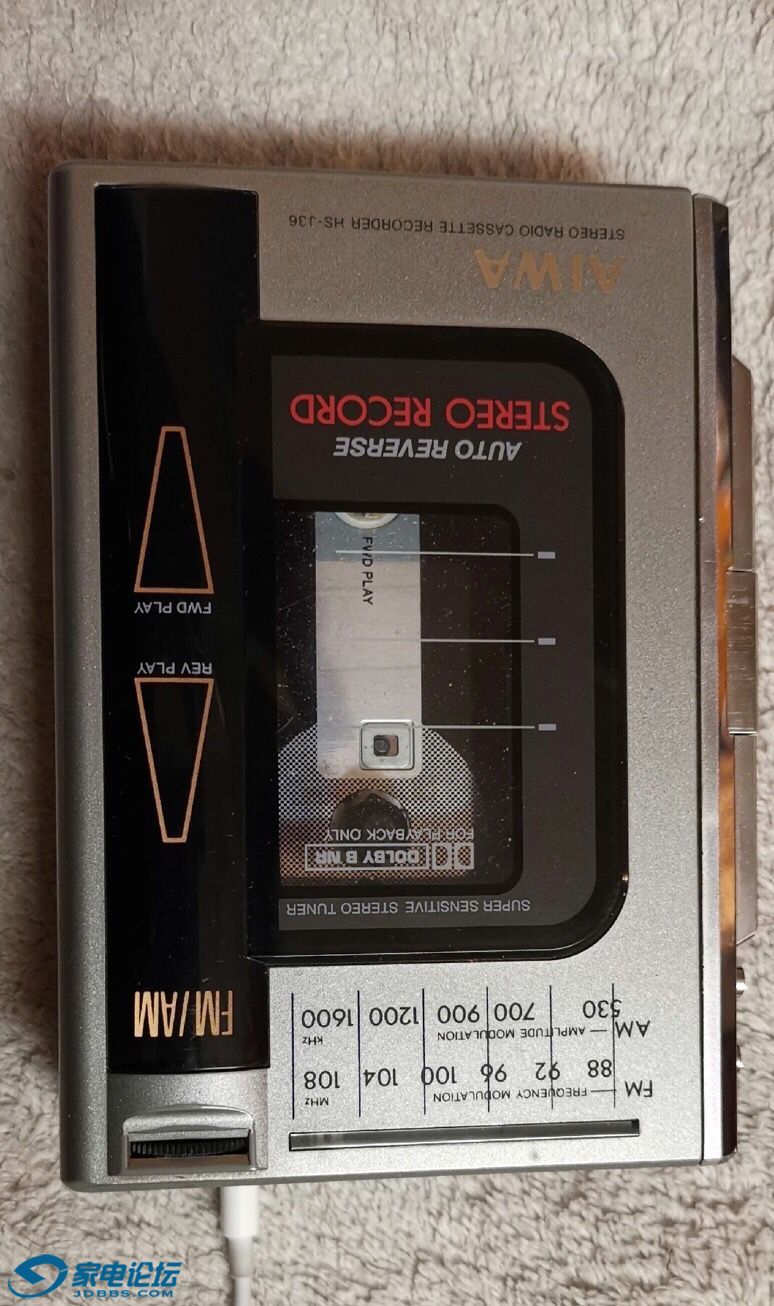 FM — FREQUENCY MODULATION MHz
88 92 96 100 104 108
AM — AMPLITUDE MODULATION kHz
530 700 900 1200 1600
FM/AM
SUPER SENSITIVE STEREO TUNER
DOLBY B NR
FOR PLAYBACK ONLY
REV PLAY
FWD PLAY
FWD PLAY
AUTO REVERSE
STEREO RECORD
AIWA
STEREO RADIO CASSETTE RECORDER HS-J36
家电论坛
JDBBS.COM